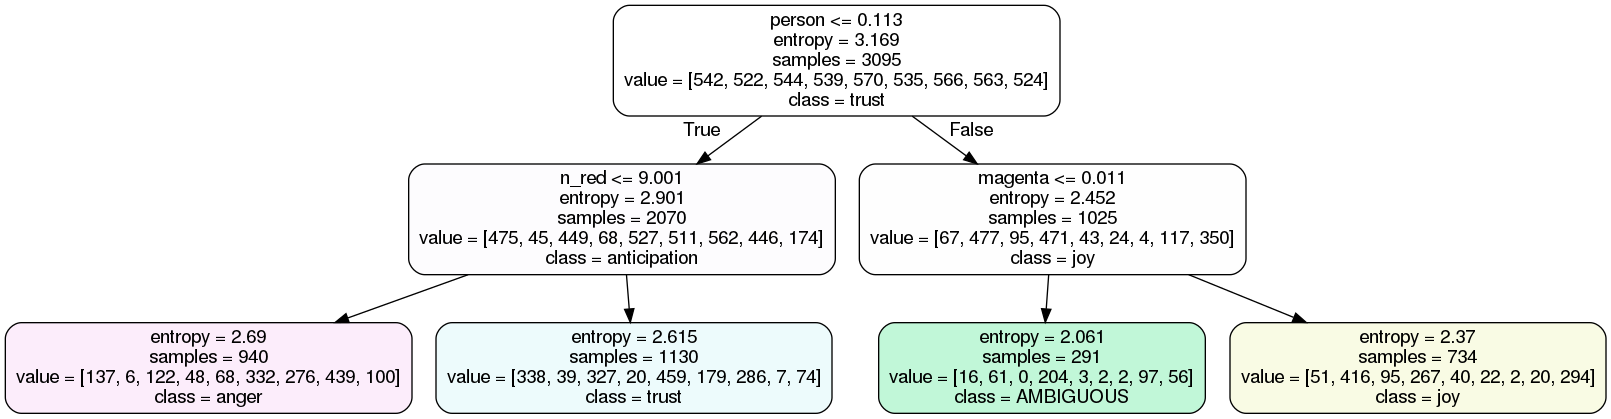 person <= 0.113
entropy = 3.169
samples = 3095
value = [542, 522, 544, 539, 570, 535, 566, 563, 524]
class = trust
True
False
n_red <= 9.001
entropy = 2.901
samples = 2070
value = [475, 45, 449, 68, 527, 511, 562, 446, 174]
class = anticipation
magenta <= 0.011
entropy = 2.452
samples = 1025
value = [67, 477, 95, 471, 43, 24, 4, 117, 350]
class = joy
entropy = 2.69
samples = 940
value = [137, 6, 122, 48, 68, 332, 276, 439, 100]
class = anger
entropy = 2.615
samples = 1130
value = [338, 39, 327, 20, 459, 179, 286, 7, 74]
class = trust
entropy = 2.061
samples = 291
value = [16, 61, 0, 204, 3, 2, 2, 97, 56]
class = AMBIGUOUS
entropy = 2.37
samples = 734
value = [51, 416, 95, 267, 40, 22, 2, 20, 294]
class = joy